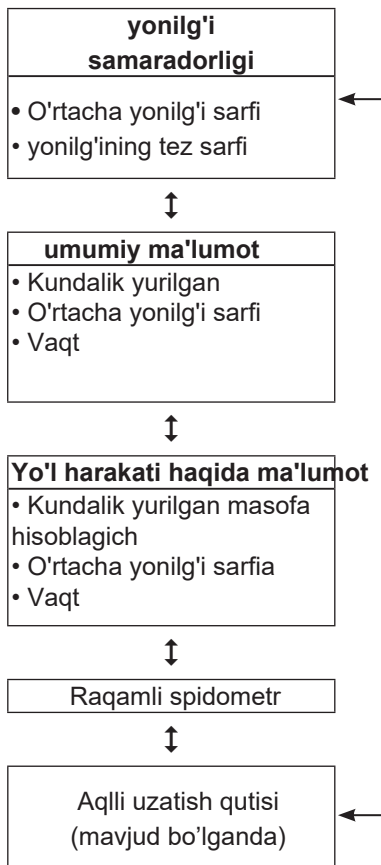 yonilg'i
samaradorligi
• O'rtacha yonilg'i sarfi
• yonilg'ining tez sarfi
umumiy ma'lumot
• Kundalik yurilgan
• O'rtacha yonilg'i sarfi
• Vaqt
Yo'l harakati haqida ma'lumot
• Kundalik yurilgan masofa
hisoblagich
• O'rtacha yonilg'i sarfia
• Vaqt
Raqamli spidometr
Aqlli uzatish qutisi
(mavjud bo’lganda)